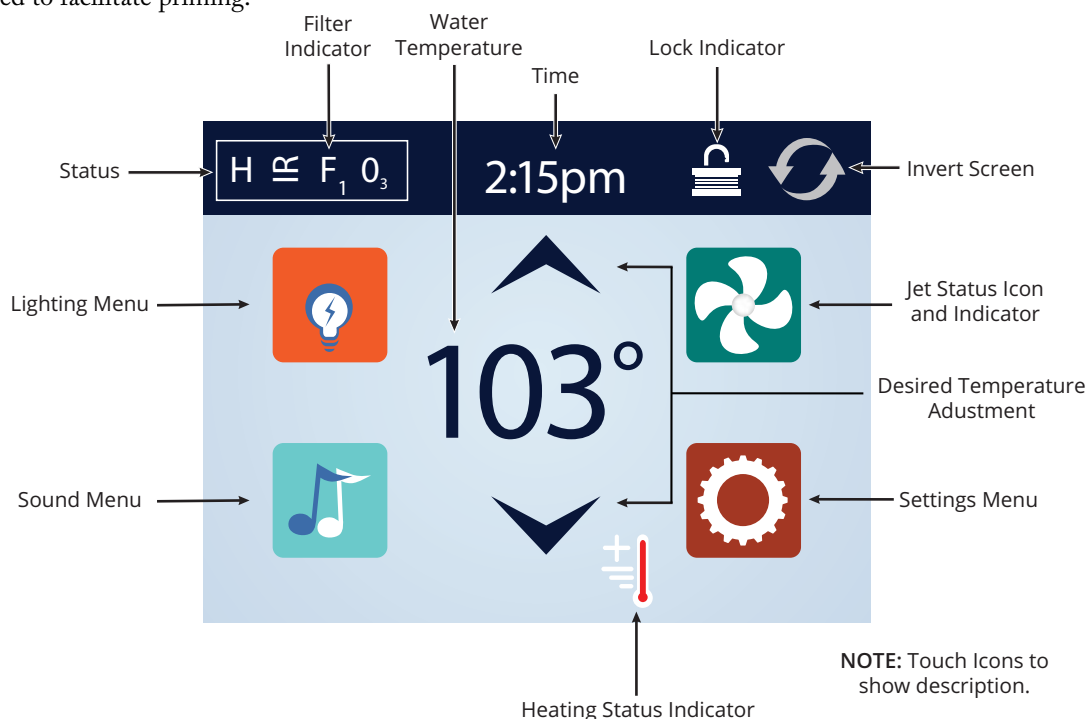 ed to facilitate priming.
Filter
Indicator
Water
Temperature
Time
Lock Indicator
Status
H IR F1 03
2:15pm
Invert Screen
Lighting Menu
Jet Status Icon
and Indicator
103°
Desired Temperature
Adustment
Sound Menu
Settings Menu
NOTE: Touch Icons to
show description.
Heating Status Indicator